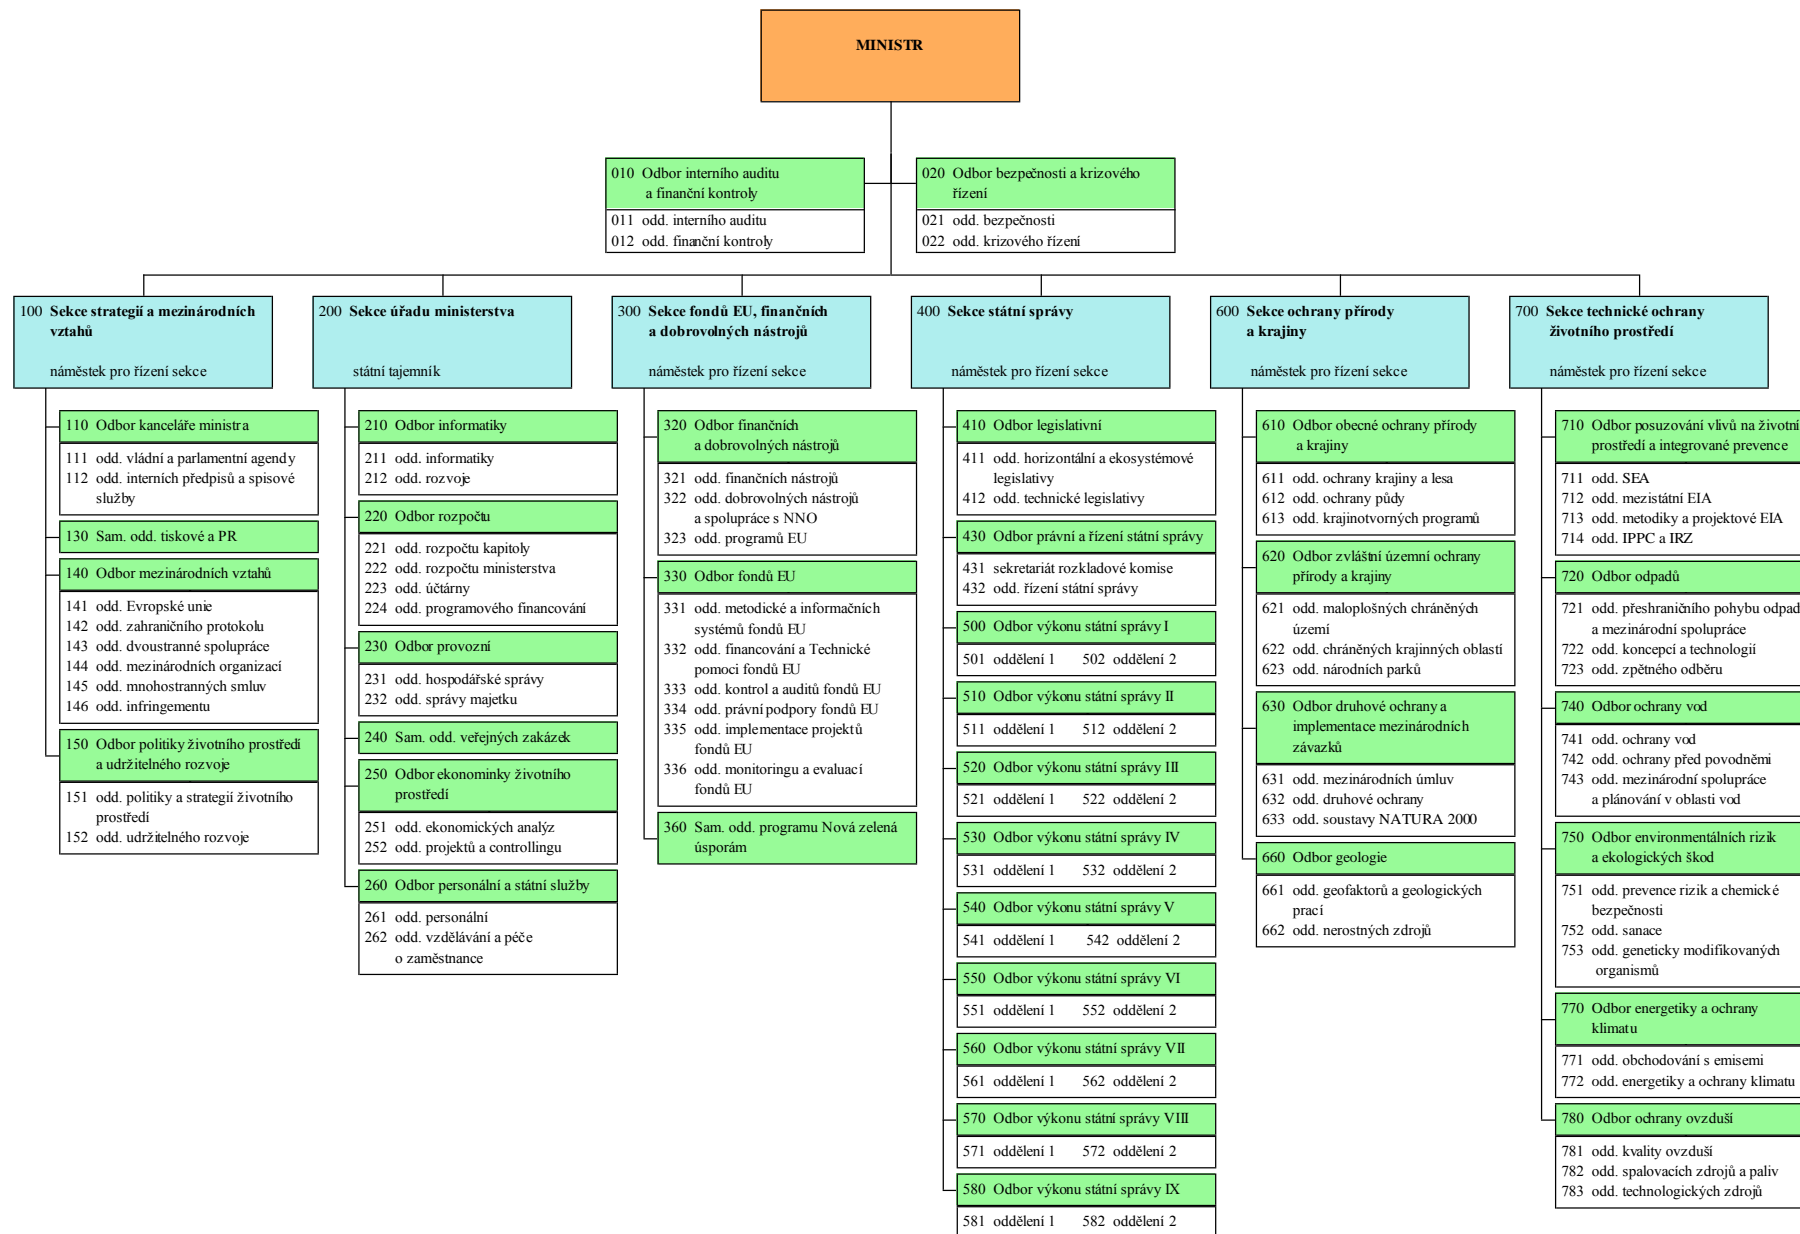 MINISTR
010 Odbor interního auditu
a finanční kontroly
011 odd. interního auditu
012 odd. finanční kontroly
020 Odbor bezpečnosti a krizového
řízení
021 odd. bezpečnosti
022 odd. krizového řízení
100 Sekce strategií a mezinárodních
vztahů
náměstek pro řízení sekce
110 Odbor kanceláře ministra
111 odd. vládní a parlamentní agendy
112 odd. interních předpisů a spisové
služby
130 Sam. odd. tiskové a PR
140 Odbor mezinárodních vztahů
141 odd. Evropské unie
142 odd. zahraničního protokolu
143 odd. dvoustranné spolupráce
144 odd. mezinárodních organizací
145 odd. mnohostranných smluv
146 odd. infringementu
150 Odbor politiky životního prostředí
a udržitelného rozvoje
151 odd. politiky a strategií životního
prostředí
152 odd. udržitelného rozvoje
200 Sekce úřadu ministerstva
státní tajemník
210 Odbor informatiky
211 odd. informatiky
212 odd. rozvoje
220 Odbor rozpočtu
221 odd. rozpočtu kapitoly
222 odd. rozpočtu ministerstva
223 odd. účtárny
224 odd. programového financování
230 Odbor provozní
231 odd. hospodářské správy
232 odd. správy majetku
240 Sam. odd. veřejných zakázek
250 Odbor ekonominky životního
prostředí
251 odd. ekonomických analýz
252 odd. projektů a controllingu
260 Odbor personální a státní služby
261 odd. personální
262 odd. vzdělávání a péče
o zaměstnance
300 Sekce fondů EU, finančních
a dobrovolných nástrojů
náměstek pro řízení sekce
320 Odbor finančních
a dobrovolných nástrojů
321 odd. finančních nástrojů
322 odd. dobrovolných nástrojů
a spolupráce s NNO
323 odd. programů EU
330 Odbor fondů EU
331 odd. metodické a informačních
systémů fondů EU
332 odd. financování a Technické
pomoci fondů EU
333 odd. kontrol a auditů fondů EU
334 odd. právní podpory fondů EU
335 odd. implementace projektů
fondů EU
336 odd. monitoringu a evaluací
fondů EU
360 Sam. odd. programu Nová zelená
úsporám
400 Sekce státní správy
náměstek pro řízení sekce
410 Odbor legislativní
411 odd. horizontální a ekosystémové
legislativy
412 odd. technické legislativy
430 Odbor právní a řízení státní správy
431 sekretariát rozkladové komise
432 odd. řízení státní správy
500 Odbor výkonu státní správy I
501 oddělení 1 502 oddělení 2
510 Odbor výkonu státní správy II
511 oddělení 1 512 oddělení 2
520 Odbor výkonu státní správy III
521 oddělení 1 522 oddělení 2
530 Odbor výkonu státní správy IV
531 oddělení 1 532 oddělení 2
540 Odbor výkonu státní správy V
541 oddělení 1 542 oddělení 2
550 Odbor výkonu státní správy VI
551 oddělení 1 552 oddělení 2
560 Odbor výkonu státní správy VII
561 oddělení 1 562 oddělení 2
570 Odbor výkonu státní správy VIII
571 oddělení 1 572 oddělení 2
580 Odbor výkonu státní správy IX
581 oddělení 1 582 oddělení 2
600 Sekce ochrany přírody
a krajiny
náměstek pro řízení sekce
610 Odbor obecné ochrany přírody
a krajiny
611 odd. ochrany krajiny a lesa
612 odd. ochrany půdy
613 odd. krajinotvorných programů
620 Odbor zvláštní územní ochrany
přírody a krajiny
621 odd. maloplošných chráněných
území
622 odd. chráněných krajinných oblastí
623 odd. národních parků
630 Odbor druhové ochrany a
implementace mezinárodních
závazků
631 odd. mezinárodních úmluv
632 odd. druhové ochrany
633 odd. soustavy NATURA 2000
660 Odbor geologie
661 odd. geofaktorů a geologických
prací
662 odd. nerostných zdrojů
700 Sekce technické ochrany
životního prostředí
náměstek pro řízení sekce
710 Odbor posuzování vlivů na životní
prostředí a integrované prevence
711 odd. SEA
712 odd. mezistátní EIA
713 odd. metodiky a projektové EIA
714 odd. IPPC a IRZ
720 Odbor odpadů
721 odd. přeshraničního pohybu odpad
a mezinárodní spolupráce
722 odd. koncepcí a technologií
723 odd. zpětného odběru
740 Odbor ochrany vod
741 odd. ochrany vod
742 odd. ochrany před povodněmi
743 odd. mezinárodní spolupráce
a plánování v oblasti vod
750 Odbor environmentálních rizik
a ekologických škod
751 odd. prevence rizik a chemické
bezpečnosti
752 odd. sanace
753 odd. geneticky modifikovaných
organismů
770 Odbor energetiky a ochrany
klimatu
771 odd. obchodování s emisemi
772 odd. energetiky a ochrany klimatu
780 Odbor ochrany ovzduší
781 odd. kvality ovzduší
782 odd. spalovacích zdrojů a paliv
783 odd. technologických zdrojů